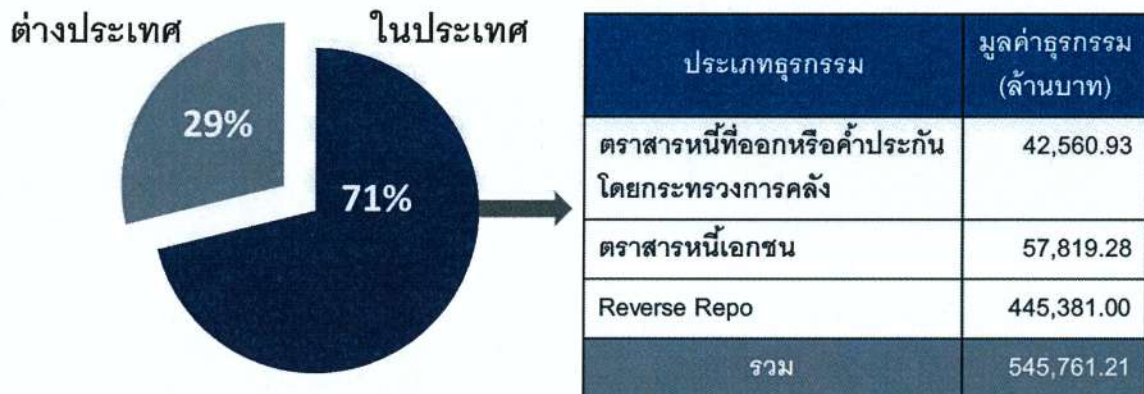 ต่างประเทศ
ในประเทศ
29%
71%
ประเภทธุรกรรม
มูลค่าธุรกรรม
(ล้านบาท)
ตราสารหนี้ที่ออกหรือค้ำประกัน
โดยกระทรวงการคลัง
42,560.93
ตราสารหนี้เอกชน
57,819.28
Reverse Repo
445,381.00
รวม
545,761.21